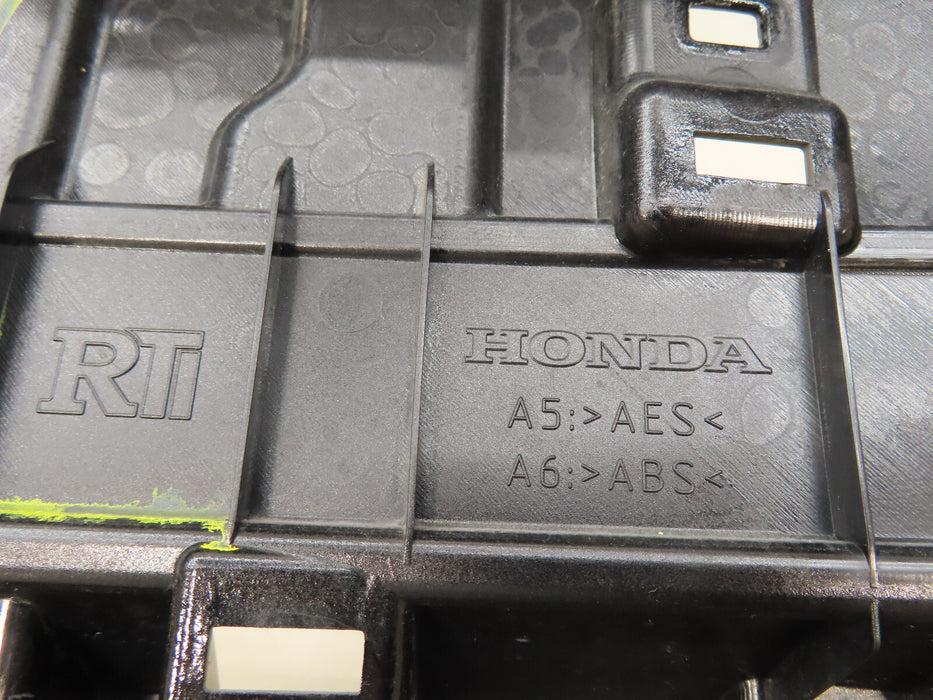 RTi
HONDA
A5:>AES<
A6:>ABS<